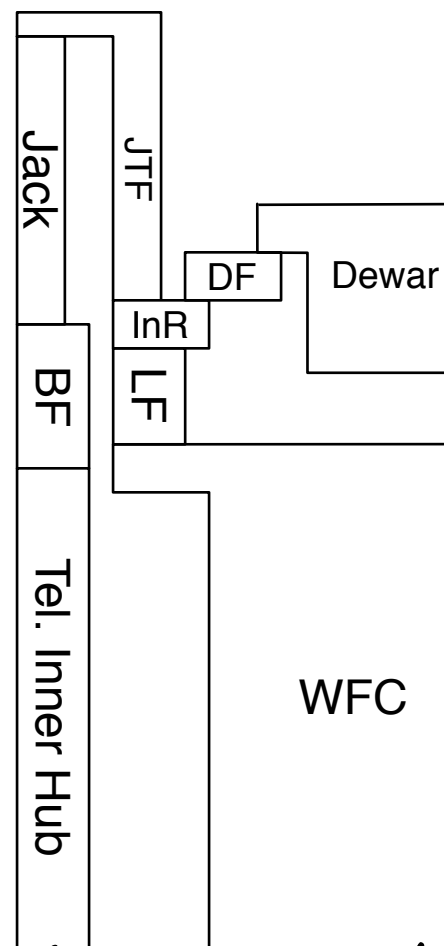 Jack
JTF
DF
Dewar
InR
BF
LF
Tel. Inner Hub
WFC